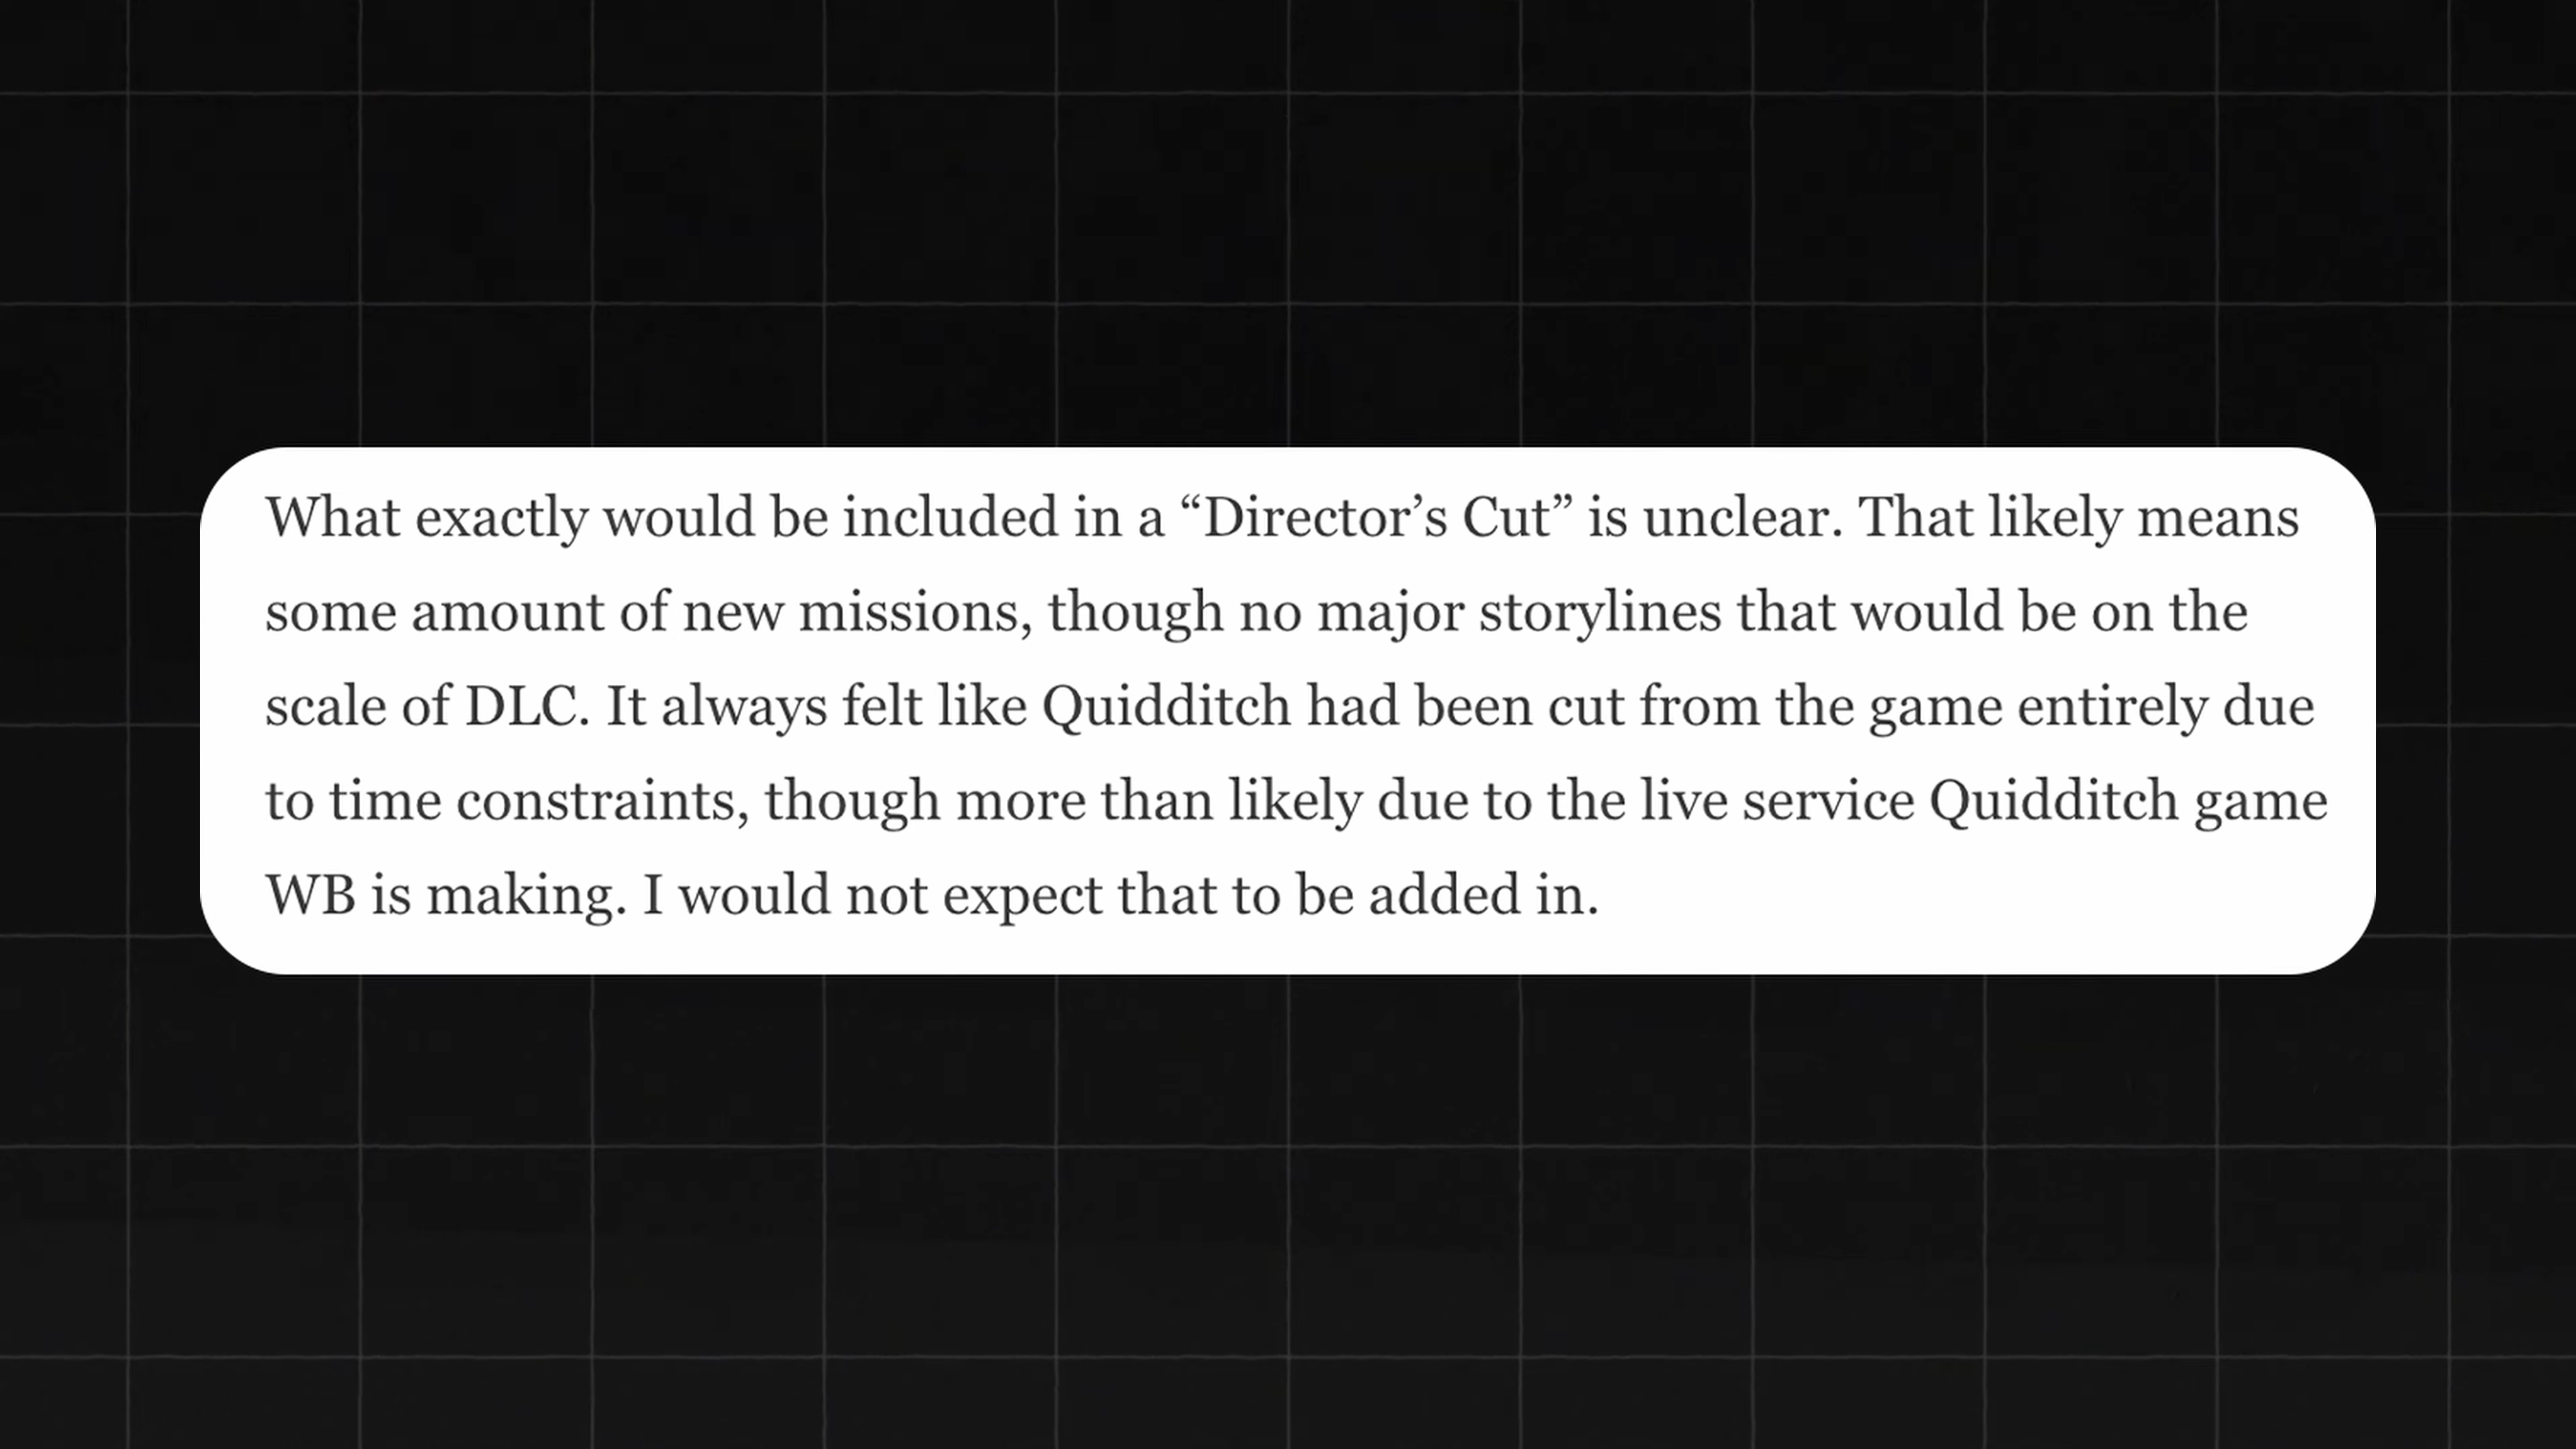 What exactly would be included in a “Director’s Cut” is unclear. That likely means
some amount of new missions, though no major storylines that would be on the
scale of DLC. It always felt like Quidditch had been cut from the game entirely due
to time constraints, though more than likely due to the live service Quidditch game
WB is making. I would not expect that to be added in.